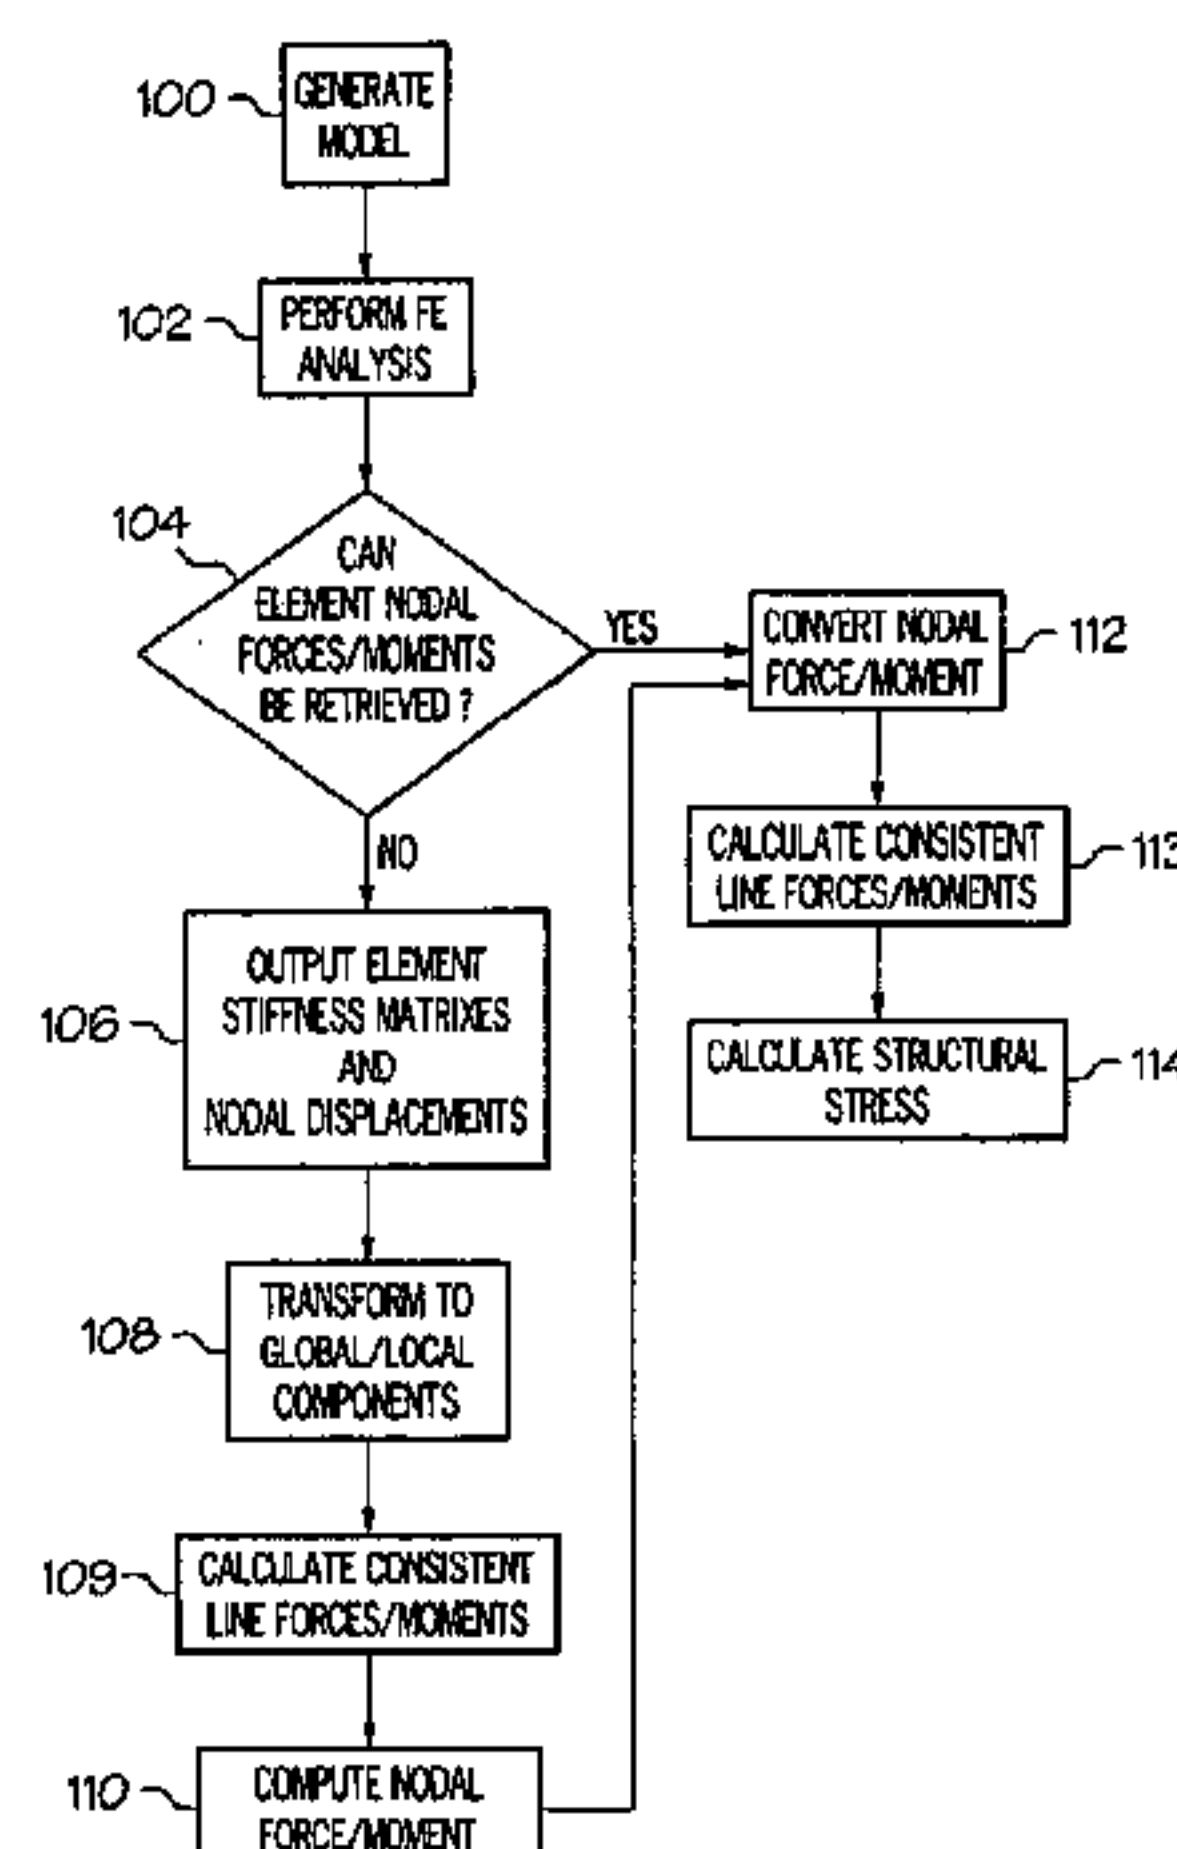 100
GENERATE
MODEL
102
PERFORM FE
ANALYSIS
104
CAN
ELEMENT NODAL
FORCES/MOMENTS
BE RETRIEVED ?
YES
NO
CONVERT NODAL
FORCE/MOMENT
112
CALCULATE CONSISTENT
LINE FORCES/MOMENTS
113
CALCULATE STRUCTURAL
STRESS
114
106
OUTPUT ELEMENT
STIFFNESS MATRIXES
AND
NODAL DISPLACEMENTS
108
TRANSFORM TO
GLOBAL/LOCAL
COMPONENTS
109
CALCULATE CONSISTENT
LINE FORCES/MOMENTS
110
COMPUTE NODAL
FORCE/MOMENT